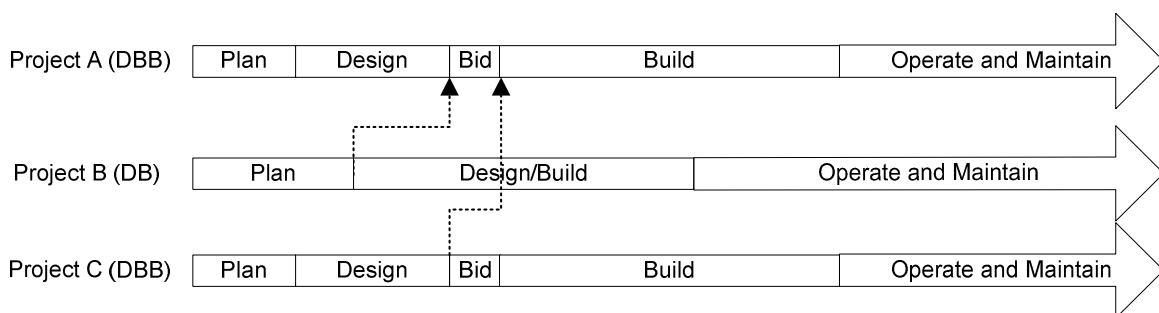 Project A (DBB) Plan Design Bid Build Operate and Maintain
Project B (DB) Plan Design/Build Operate and Maintain
Project C (DBB) Plan Design Bid Build Operate and Maintain